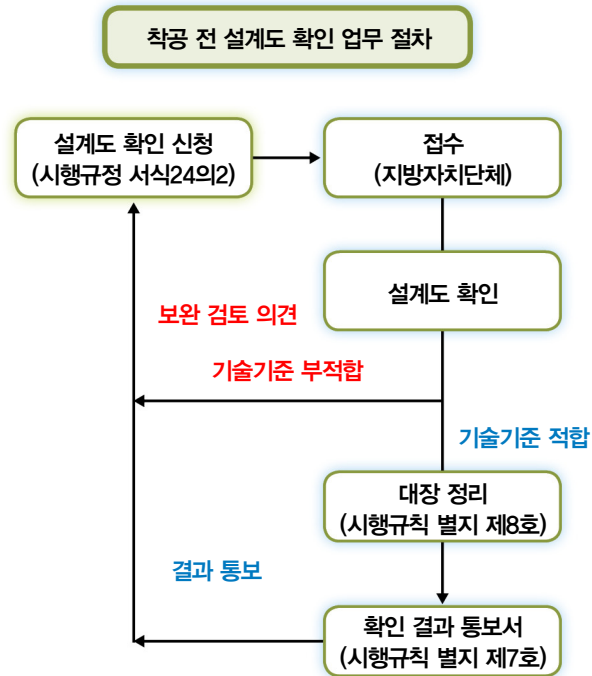 착공 전 설계도 확인 업무 절차
설계도 확인 신청
(시행규정 서식24의2)
접수
(지방자치단체)
설계도 확인
보완 검토 의견
기술기준 부적합
기술기준 적합
대장 정리
(시행규칙 별지 제8호)
결과 통보
확인 결과 통보서
(시행규칙 별지 제7호)